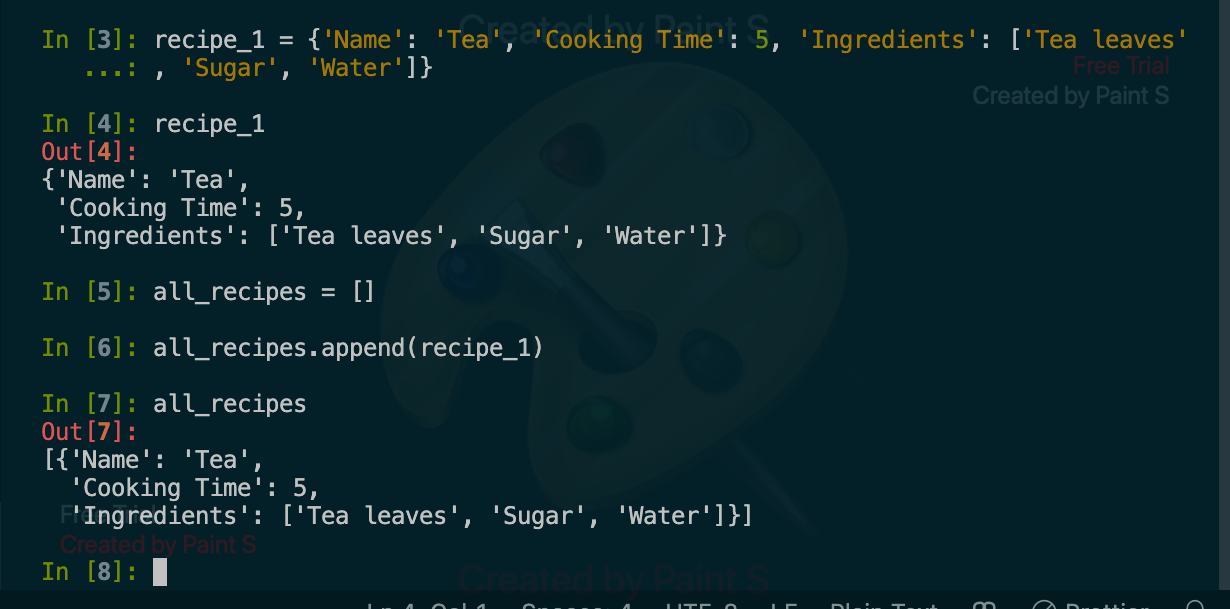 Created by Paint S
In [3]: recipe_1 = {'Name': 'Tea', 'Cooking Time': 5, 'Ingredients': ['Tea leaves'
...: , 'Sugar', 'Water']}
Free Trial
Created by Paint S
In [4]: recipe_1
Out[4]:
{'Name': 'Tea',
'Cooking Time': 5,
'Ingredients': ['Tea leaves', 'Sugar', 'Water']}
In [5]: all_recipes = []
In [6]: all_recipes.append(recipe_1)
In [7]: all_recipes
Out[7]:
[{'Name': 'Tea',
'Cooking Time': 5,
'Ingredients': ['Tea leaves', 'Sugar', 'Water']}]
Free Trial
Created by Paint S
In [8]:
Created by Paint S
Ln 4, Col 1 Spaces: 4 UTF-8 LF Plain Text Prettier